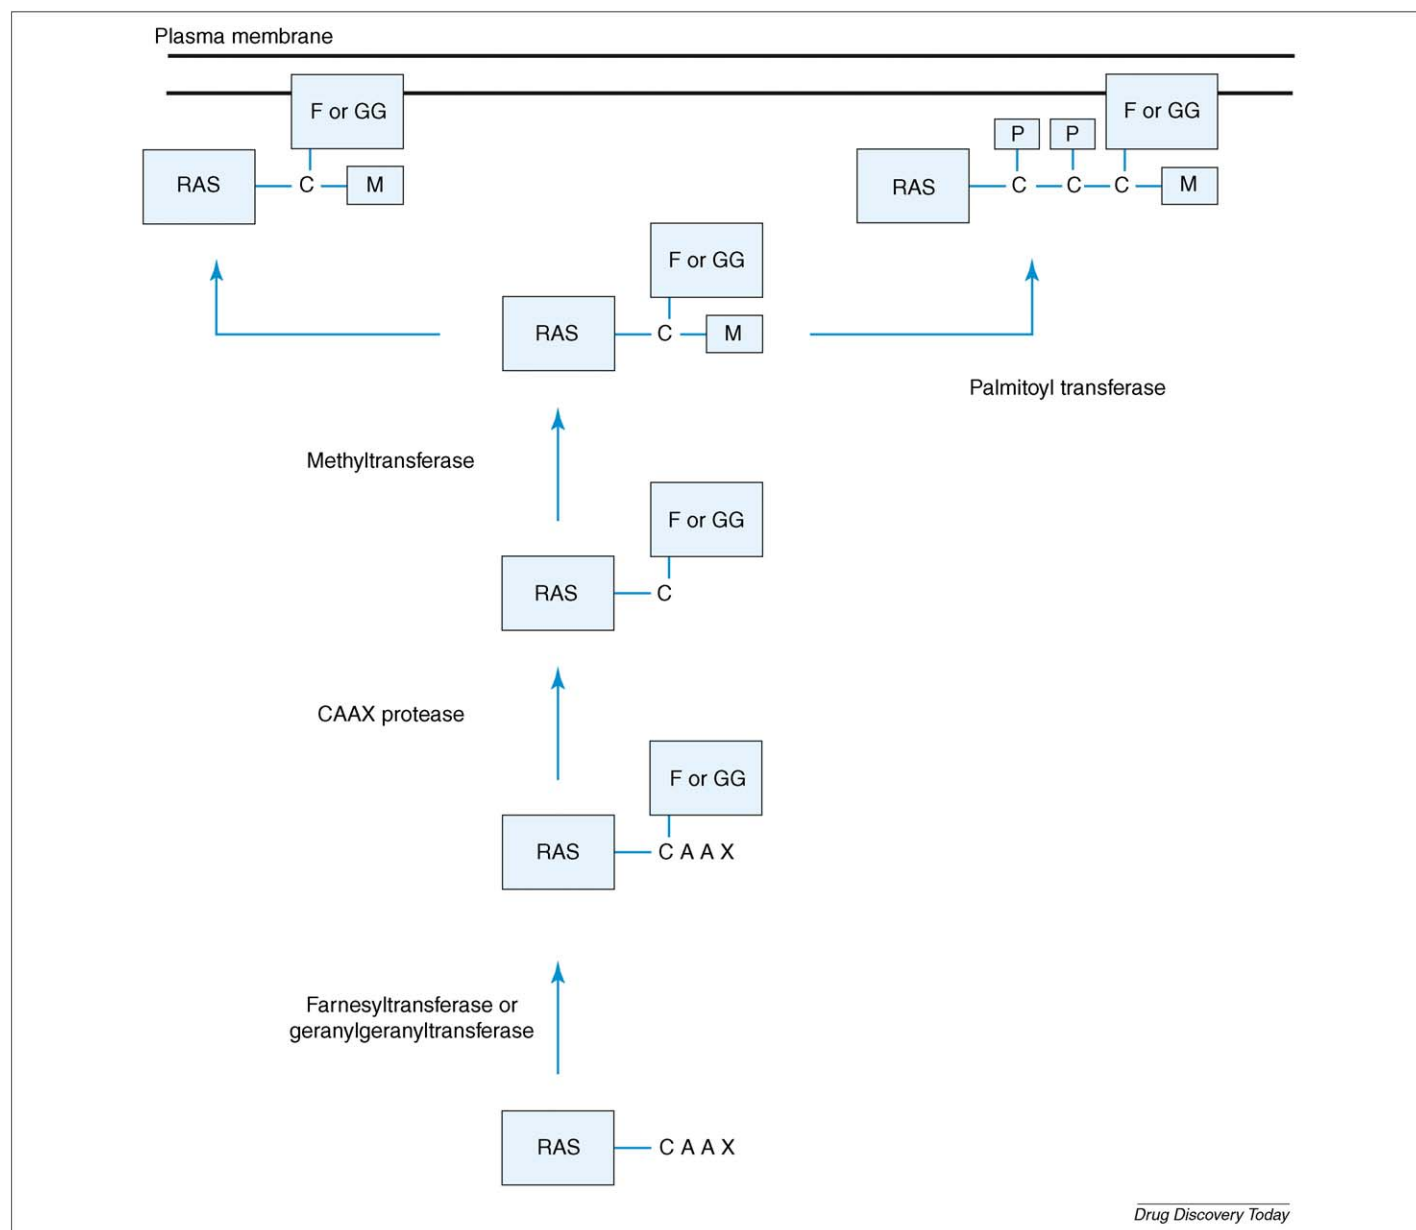 Plasma membrane
F or GG
RAS
C
M
P
P
F or GG
RAS
C
C
C
M
F or GG
RAS
C
M
Palmitoyl transferase
Methyltransferase
F or GG
RAS
C
CAAX protease
F or GG
RAS
C A A X
Farnesyltransferase or
geranylgeranyltransferase
RAS
C A A X
Drug Discovery Today